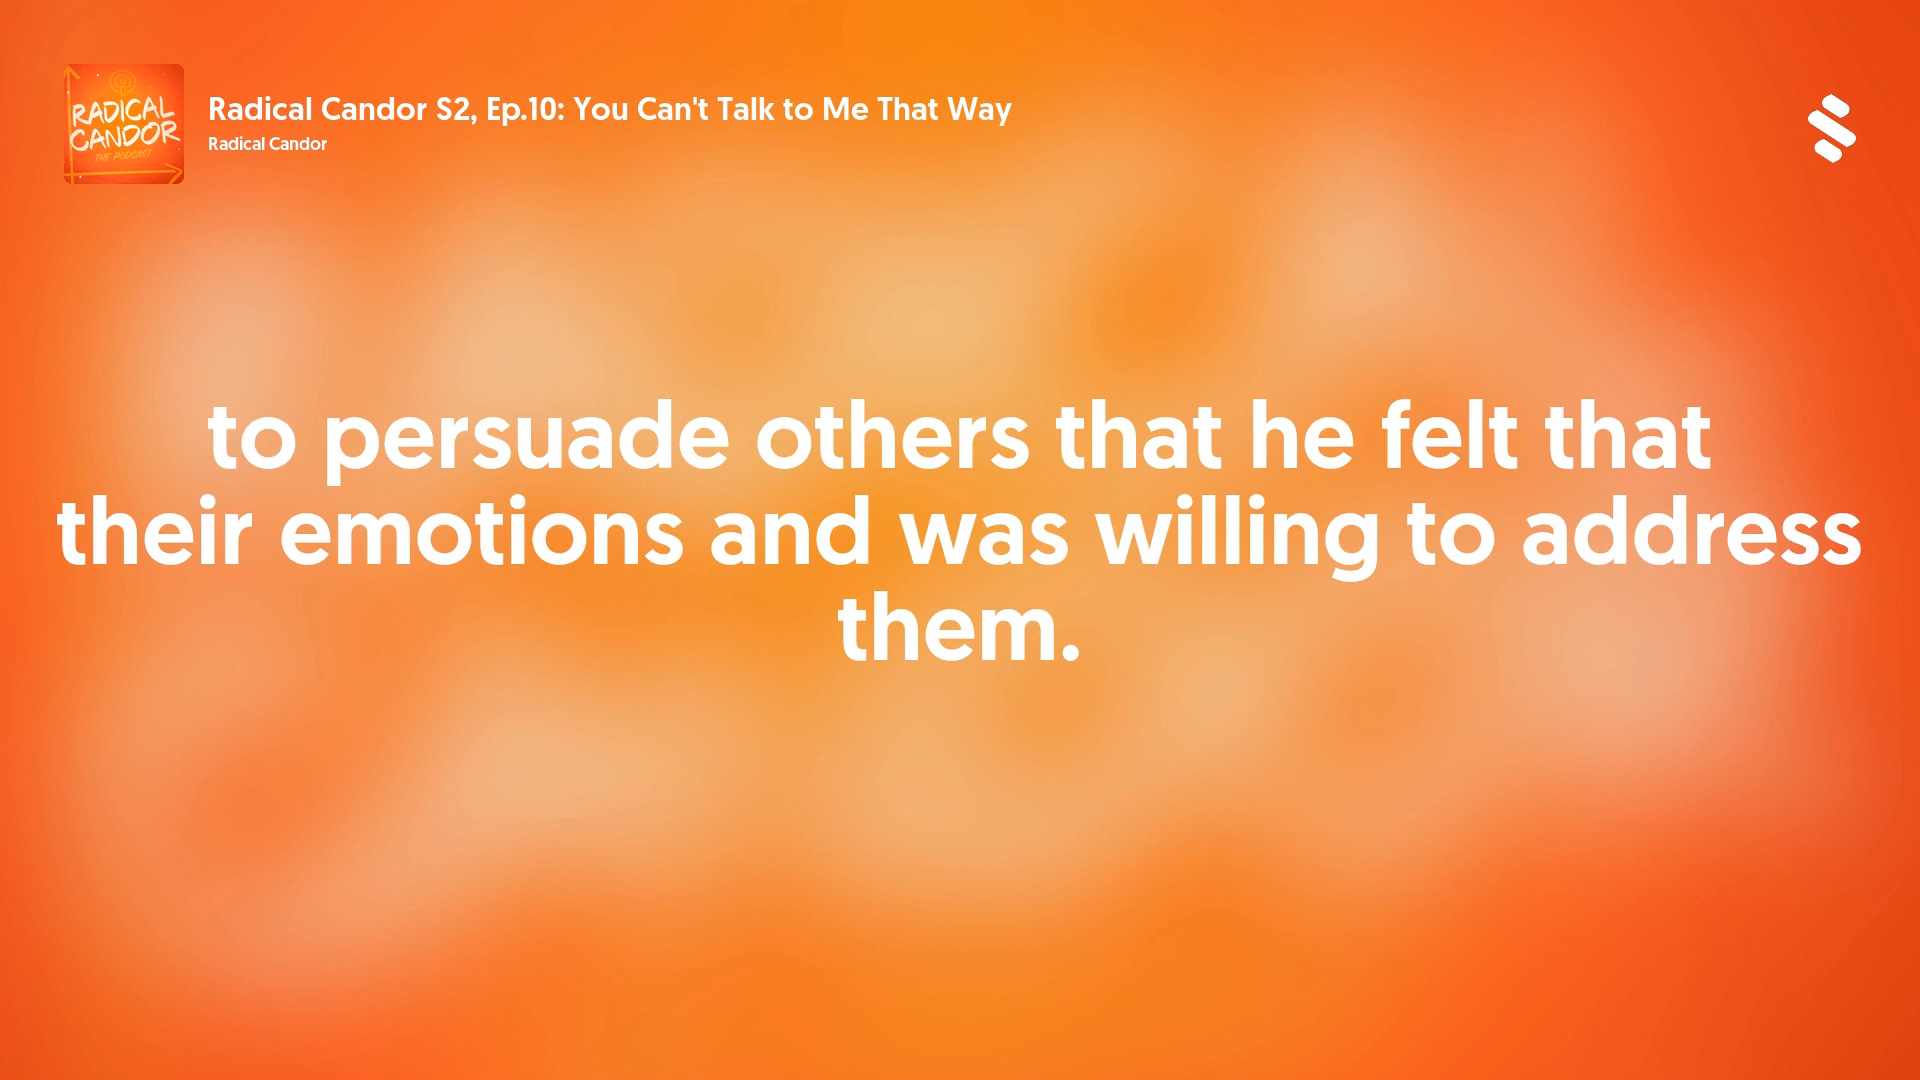 RADICAL
CANDOR
THE PODCAST
Radical Candor S2, Ep.10: You Can't Talk to Me That Way
Radical Candor
to persuade others that he felt that
their emotions and was willing to address
them.